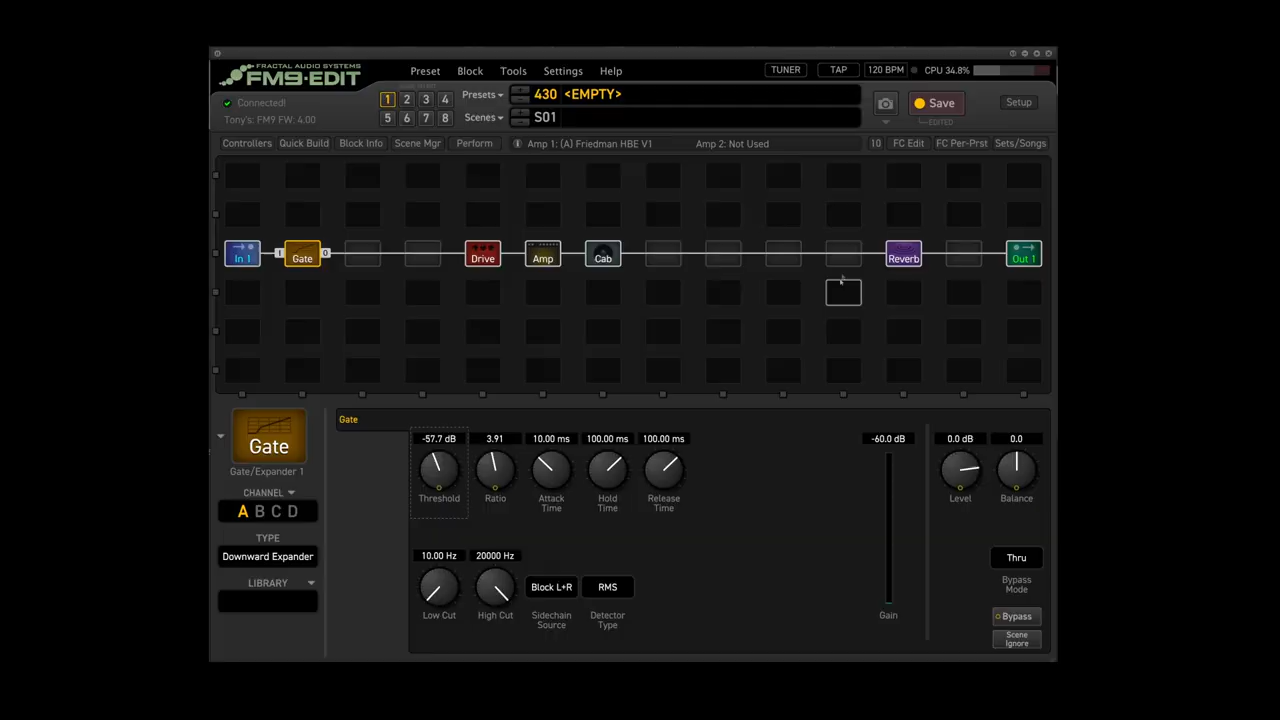 FRACTAL AUDIO SYSTEMS
FM9-EDIT
Preset Block Tools Settings Help
TUNER TAP 120 BPM CPU 34.8%
Connected!
Tony's: FM9 FW: 4.00
1 2 3 4
5 6 7 8
Presets 430 <EMPTY>
Scenes S01
Save
EDITED
Setup
Controllers Quick Build Block Info Scene Mgr Perform Amp 1: (A) Friedman HBE V1 Amp 2: Not Used 10 FC Edit FC Per-Prst Sets/Songs
In 1 I Gate O Drive Amp Cab Reverb Out 1
Gate
Gate/Expander 1
CHANNEL
A B C D
TYPE
Downward Expander
LIBRARY
Gate
-57.7 dB 3.91 10.00 ms 100.00 ms 100.00 ms -60.0 dB 0.0 dB 0.0
Threshold Ratio Attack Time Hold Time Release Time Level Balance
10.00 Hz 20000 Hz
Block L+R RMS
Low Cut High Cut Sidechain Source Detector Type Gain
Thru
Bypass Mode
Bypass
Scene Ignore